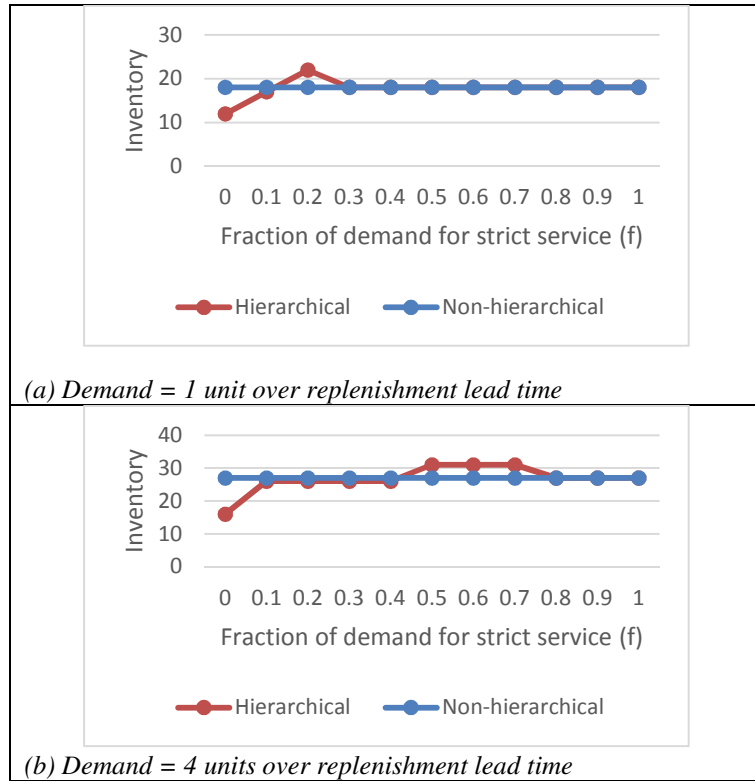 30
20
10
0
Inventory
0 0.1 0.2 0.3 0.4 0.5 0.6 0.7 0.8 0.9 1
Fraction of demand for strict service (f)
Hierarchical Non-hierarchical
(a) Demand = 1 unit over replenishment lead time
40
30
20
10
0
Inventory
0 0.1 0.2 0.3 0.4 0.5 0.6 0.7 0.8 0.9 1
Fraction of demand for strict service (f)
Hierarchical Non-hierarchical
(b) Demand = 4 units over replenishment lead time